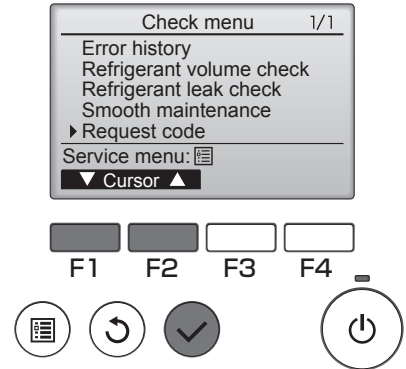 Check menu 1/1
Error history
Refrigerant volume check
Refrigerant leak check
Smooth maintenance
Request code
Service menu:
▼ Cursor ▲
F1 F2 F3 F4